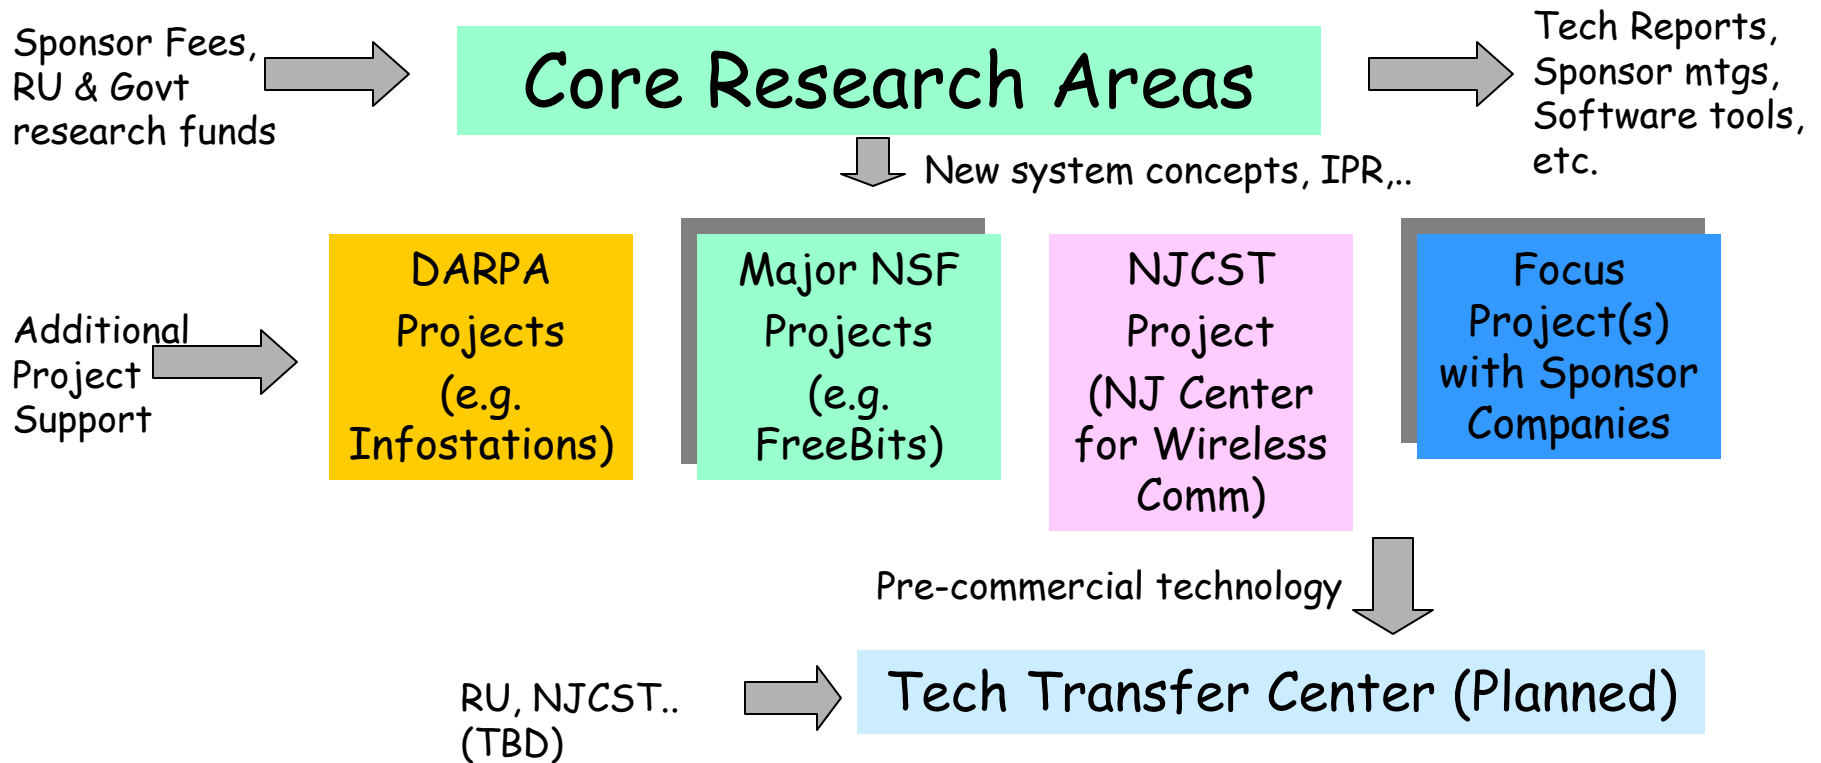 Sponsor Fees,
RU & Govt
research funds
Core Research Areas
Tech Reports,
Sponsor mtgs,
Software tools,
etc.
New system concepts, IPR,..
Additional
Project
Support
DARPA
Projects
(e.g.
Infostations)
Major NSF
Projects
(e.g.
FreeBits)
NJCST
Project
(NJ Center
for Wireless
Comm)
Focus
Project(s)
with Sponsor
Companies
Pre-commercial technology
RU, NJCST..
(TBD)
Tech Transfer Center (Planned)